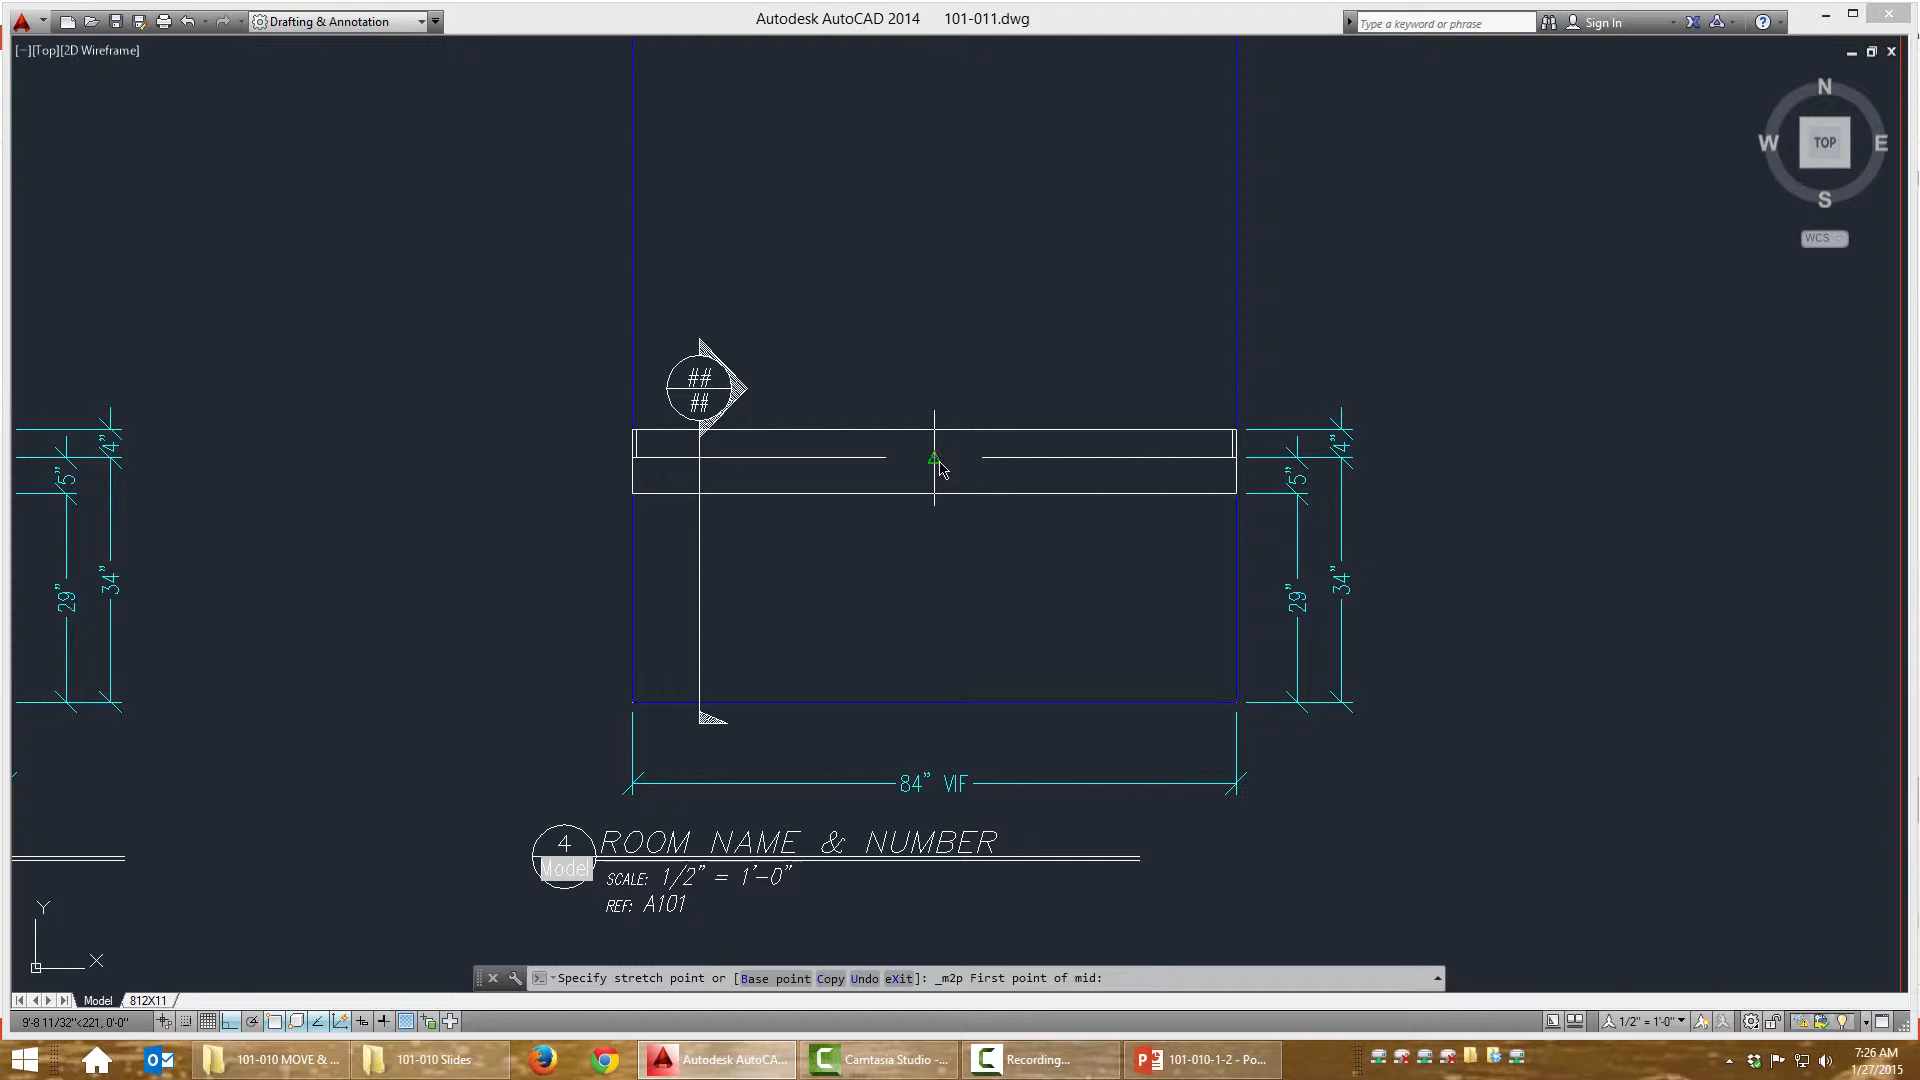 Drafting & Annotation
Autodesk AutoCAD 2014 101-011.dwg
Type a keyword or phrase
Sign In
[−][Top][2D Wireframe]
N
W
TOP
E
S
WCS
##
##
4"
5"
29"
34"
4"
5"
29"
34"
84" VIF
4
Model
ROOM NAME & NUMBER
SCALE: 1/2" = 1'-0"
REF: A101
Y
X
Specify stretch point or [Base point Copy Undo eXit]: _m2p First point of mid:
Model
812X11
9'-8 11/32"<221, 0'-0"
1/2" = 1'-0"
101-010 MOVE & ...
101-010 Slides
Autodesk AutoCA...
Camtasia Studio -...
Recording...
101-010-1-2 - Po...
7:26 AM
1/27/2015